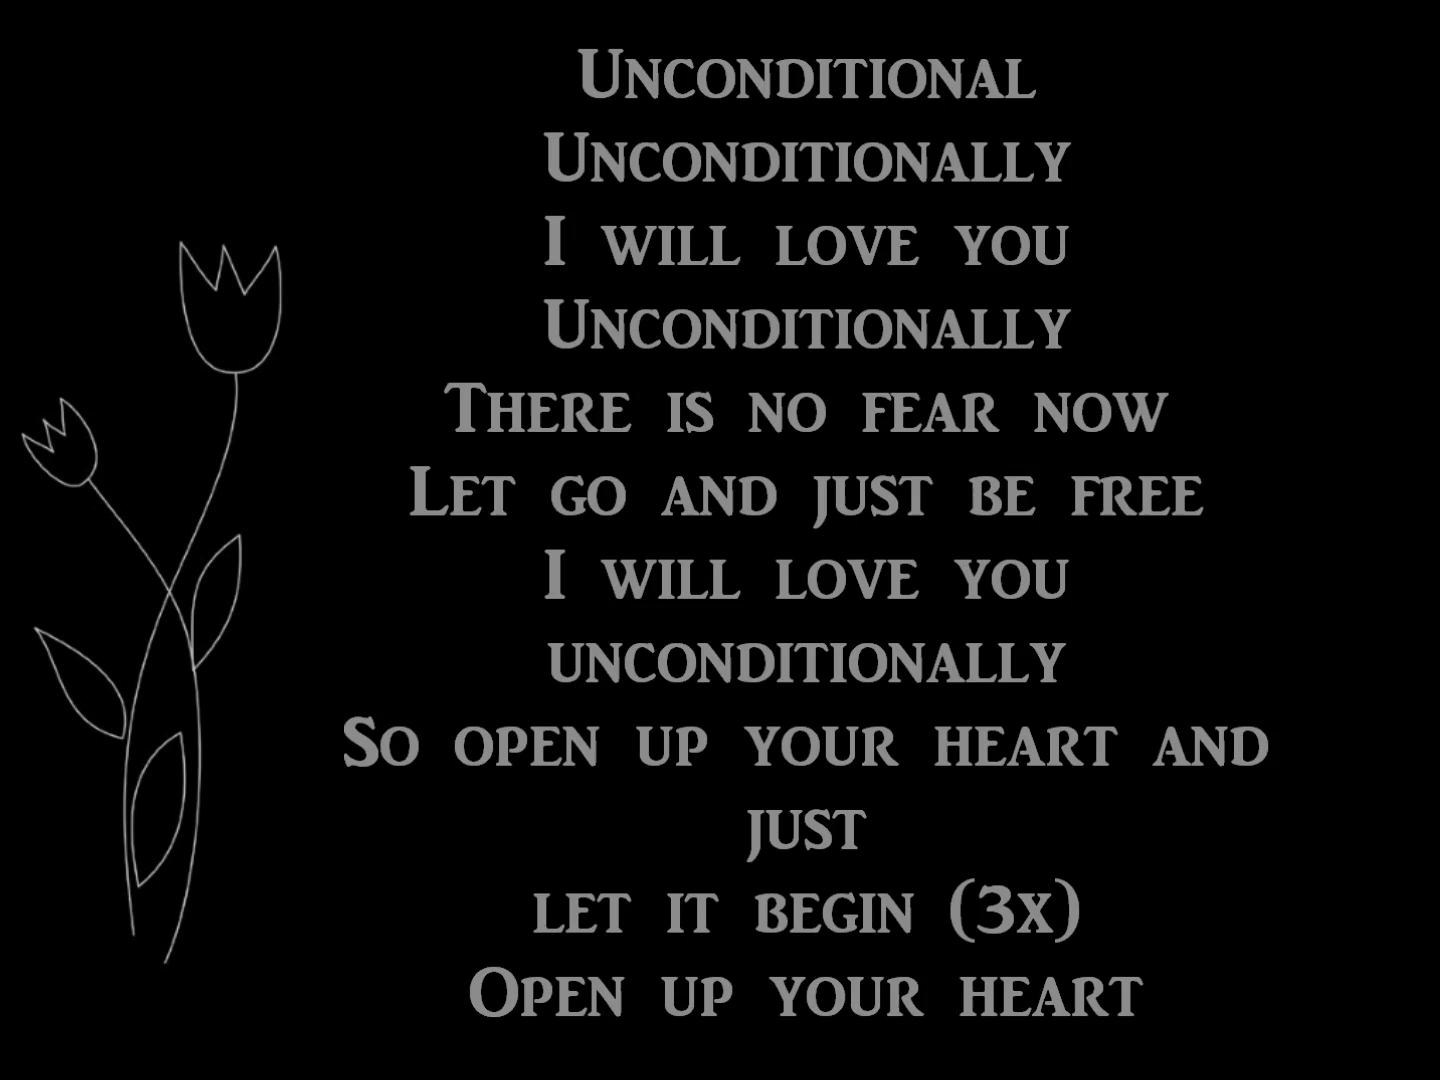 Unconditional
Unconditionally
I will love you
Unconditionally
There is no fear now
Let go and just be free
I will love you
unconditionally
So open up your heart and
just
let it begin (3x)
Open up your heart